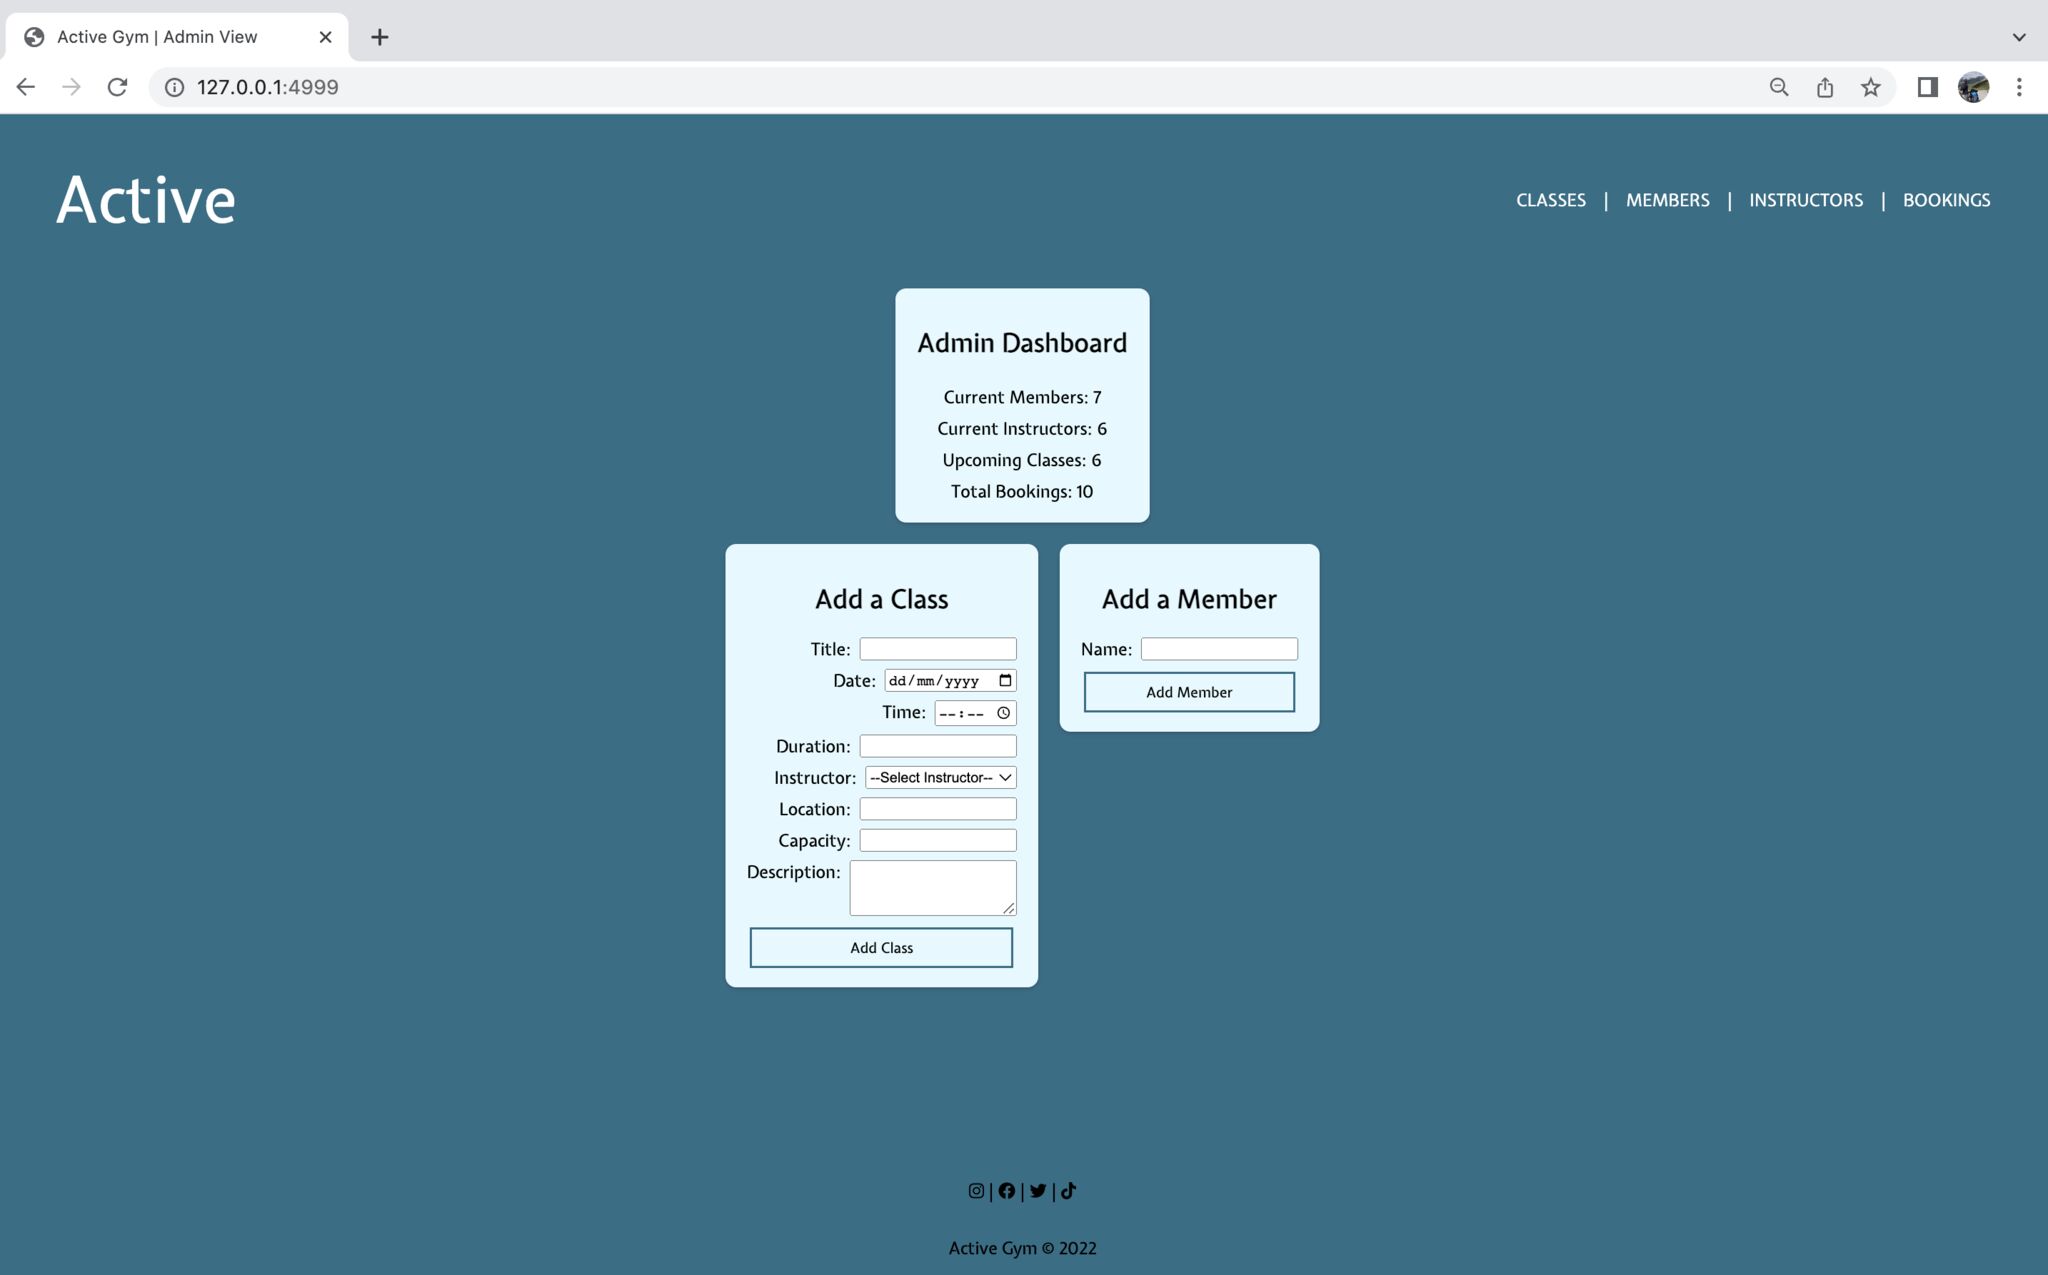 Active Gym | Admin View
127.0.0.1:4999
Active
CLASSES | MEMBERS | INSTRUCTORS | BOOKINGS
Admin Dashboard
Current Members: 7
Current Instructors: 6
Upcoming Classes: 6
Total Bookings: 10
Add a Class
Title:
Date: dd/mm/yyyy
Time: --:--
Duration:
Instructor: --Select Instructor--
Location:
Capacity:
Description:
Add Class
Add a Member
Name:
Add Member
| | |
Active Gym © 2022